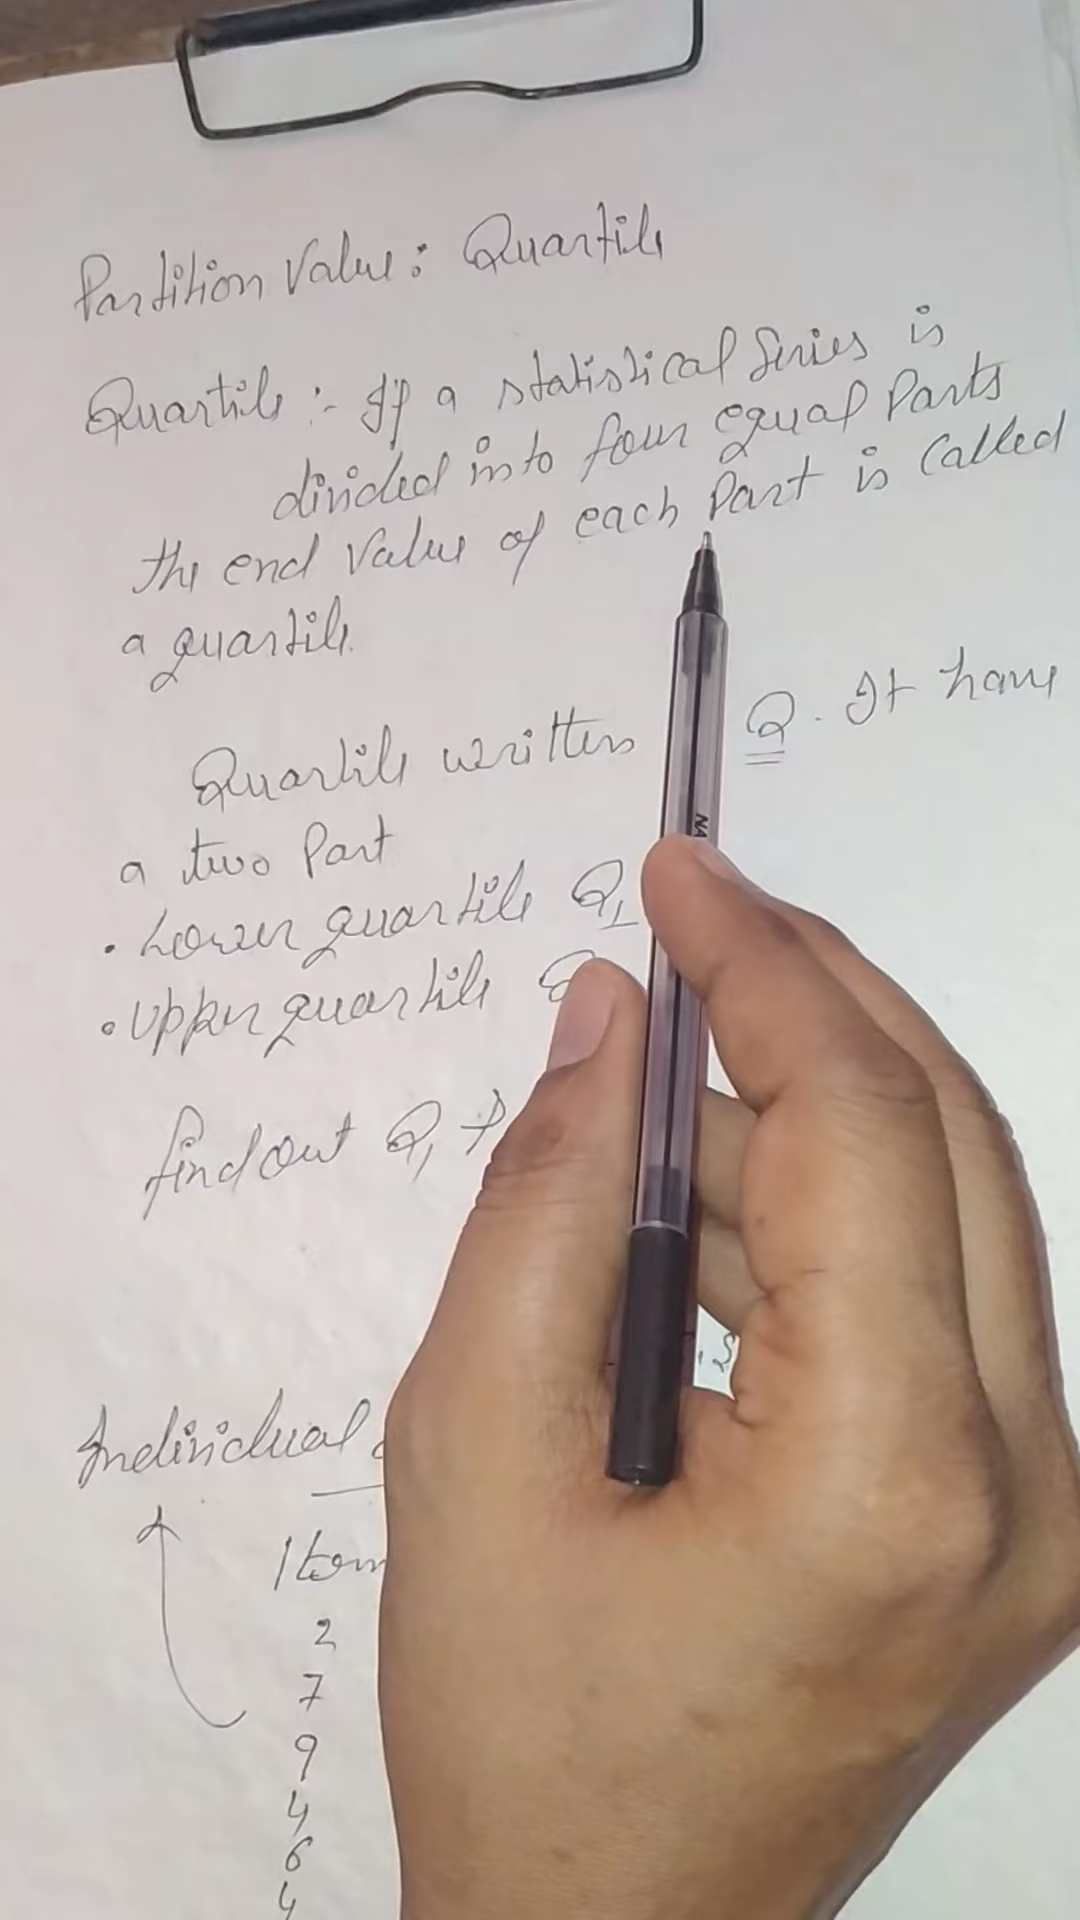 Partition Value: Quartile
Quartile :- If a statistical Series is
divided into four equal Parts
the end Value of each Part is Called
a quartile.
Quartile written Q. It have
a two Part
• Lower quartile Q1
• Upper quartile
find out Q1
Individual
Item
2
7
9
4
6
4
NA